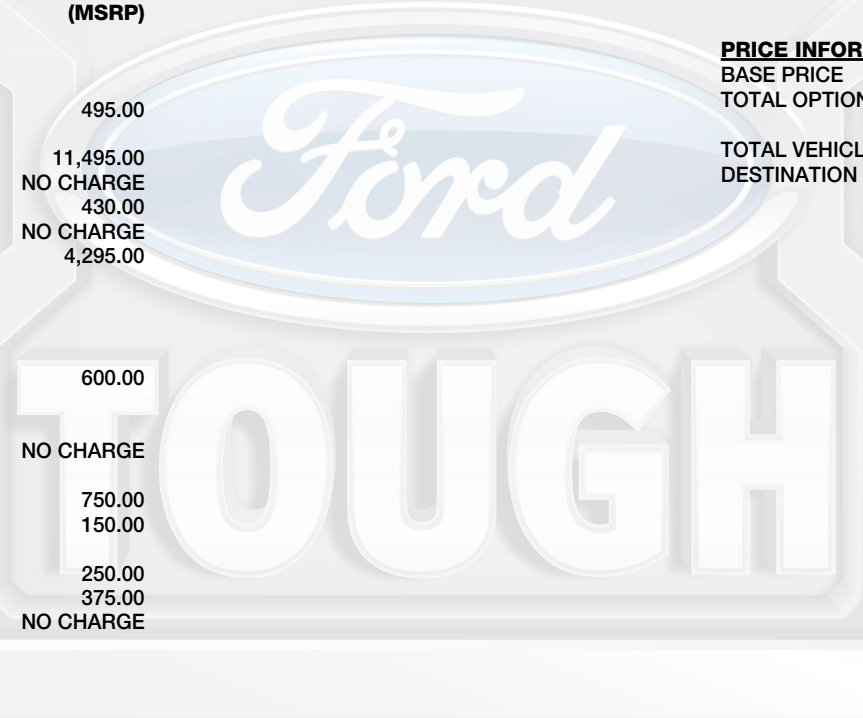 (MSRP)
495.00
11,495.00
NO CHARGE
430.00
NO CHARGE
4,295.00
600.00
NO CHARGE
750.00
150.00
250.00
375.00
NO CHARGE
PRICE INFOR
BASE PRICE
TOTAL OPTION
TOTAL VEHICL
DESTINATION
Ford
TOUGH